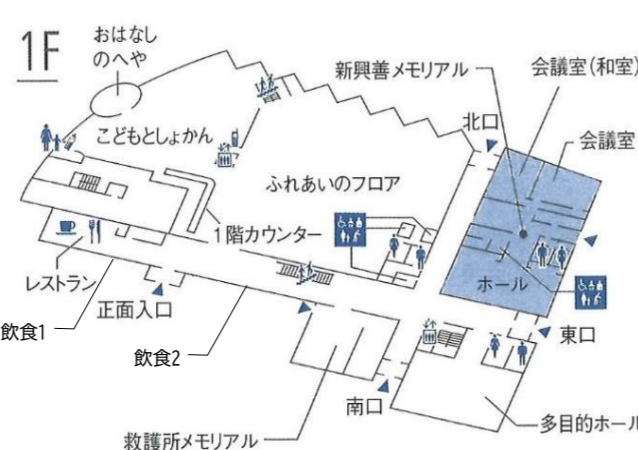 1F
おはなし
のへや
新興善メモリアル
会議室(和室)
北口
会議室
こどもとしょかん
ふれあいのフロア
1階カウンター
ホール
レストラン
正面入口
飲食1
飲食2
東口
南口
多目的ホール
救護所メモリアル